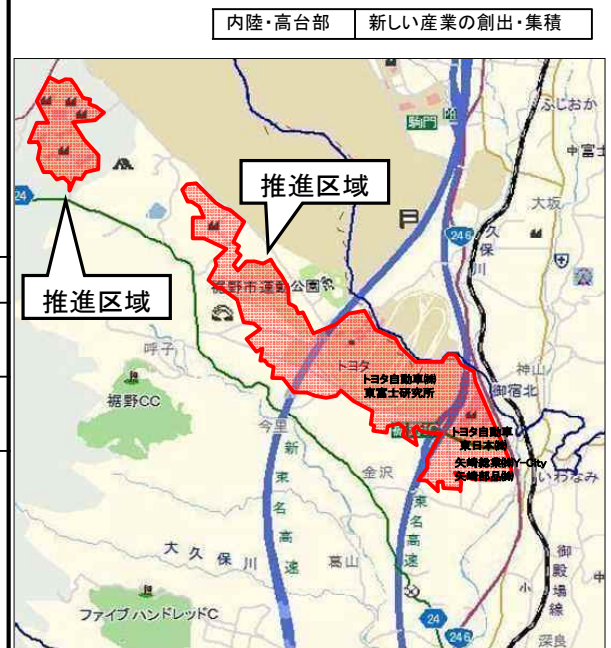 内陸・高台部 新しい産業の創出・集積
駒門
ふじおか
中富士
24
推進区域
大坂
246
久保川
推進区域
裾野市運動公園
呼子
トヨタ
神山
裾野CC
トヨタ自動車㈱
東富士研究所
御宿北
今里
トヨタ自動車
東日本㈱
新東名高速
金沢
矢崎総業㈱Y-City
矢崎部品㈱
いわなみ
東名高速
大久保川
葛山
御殿場線
小
中
ファイブハンドレッドC
24
246
深良